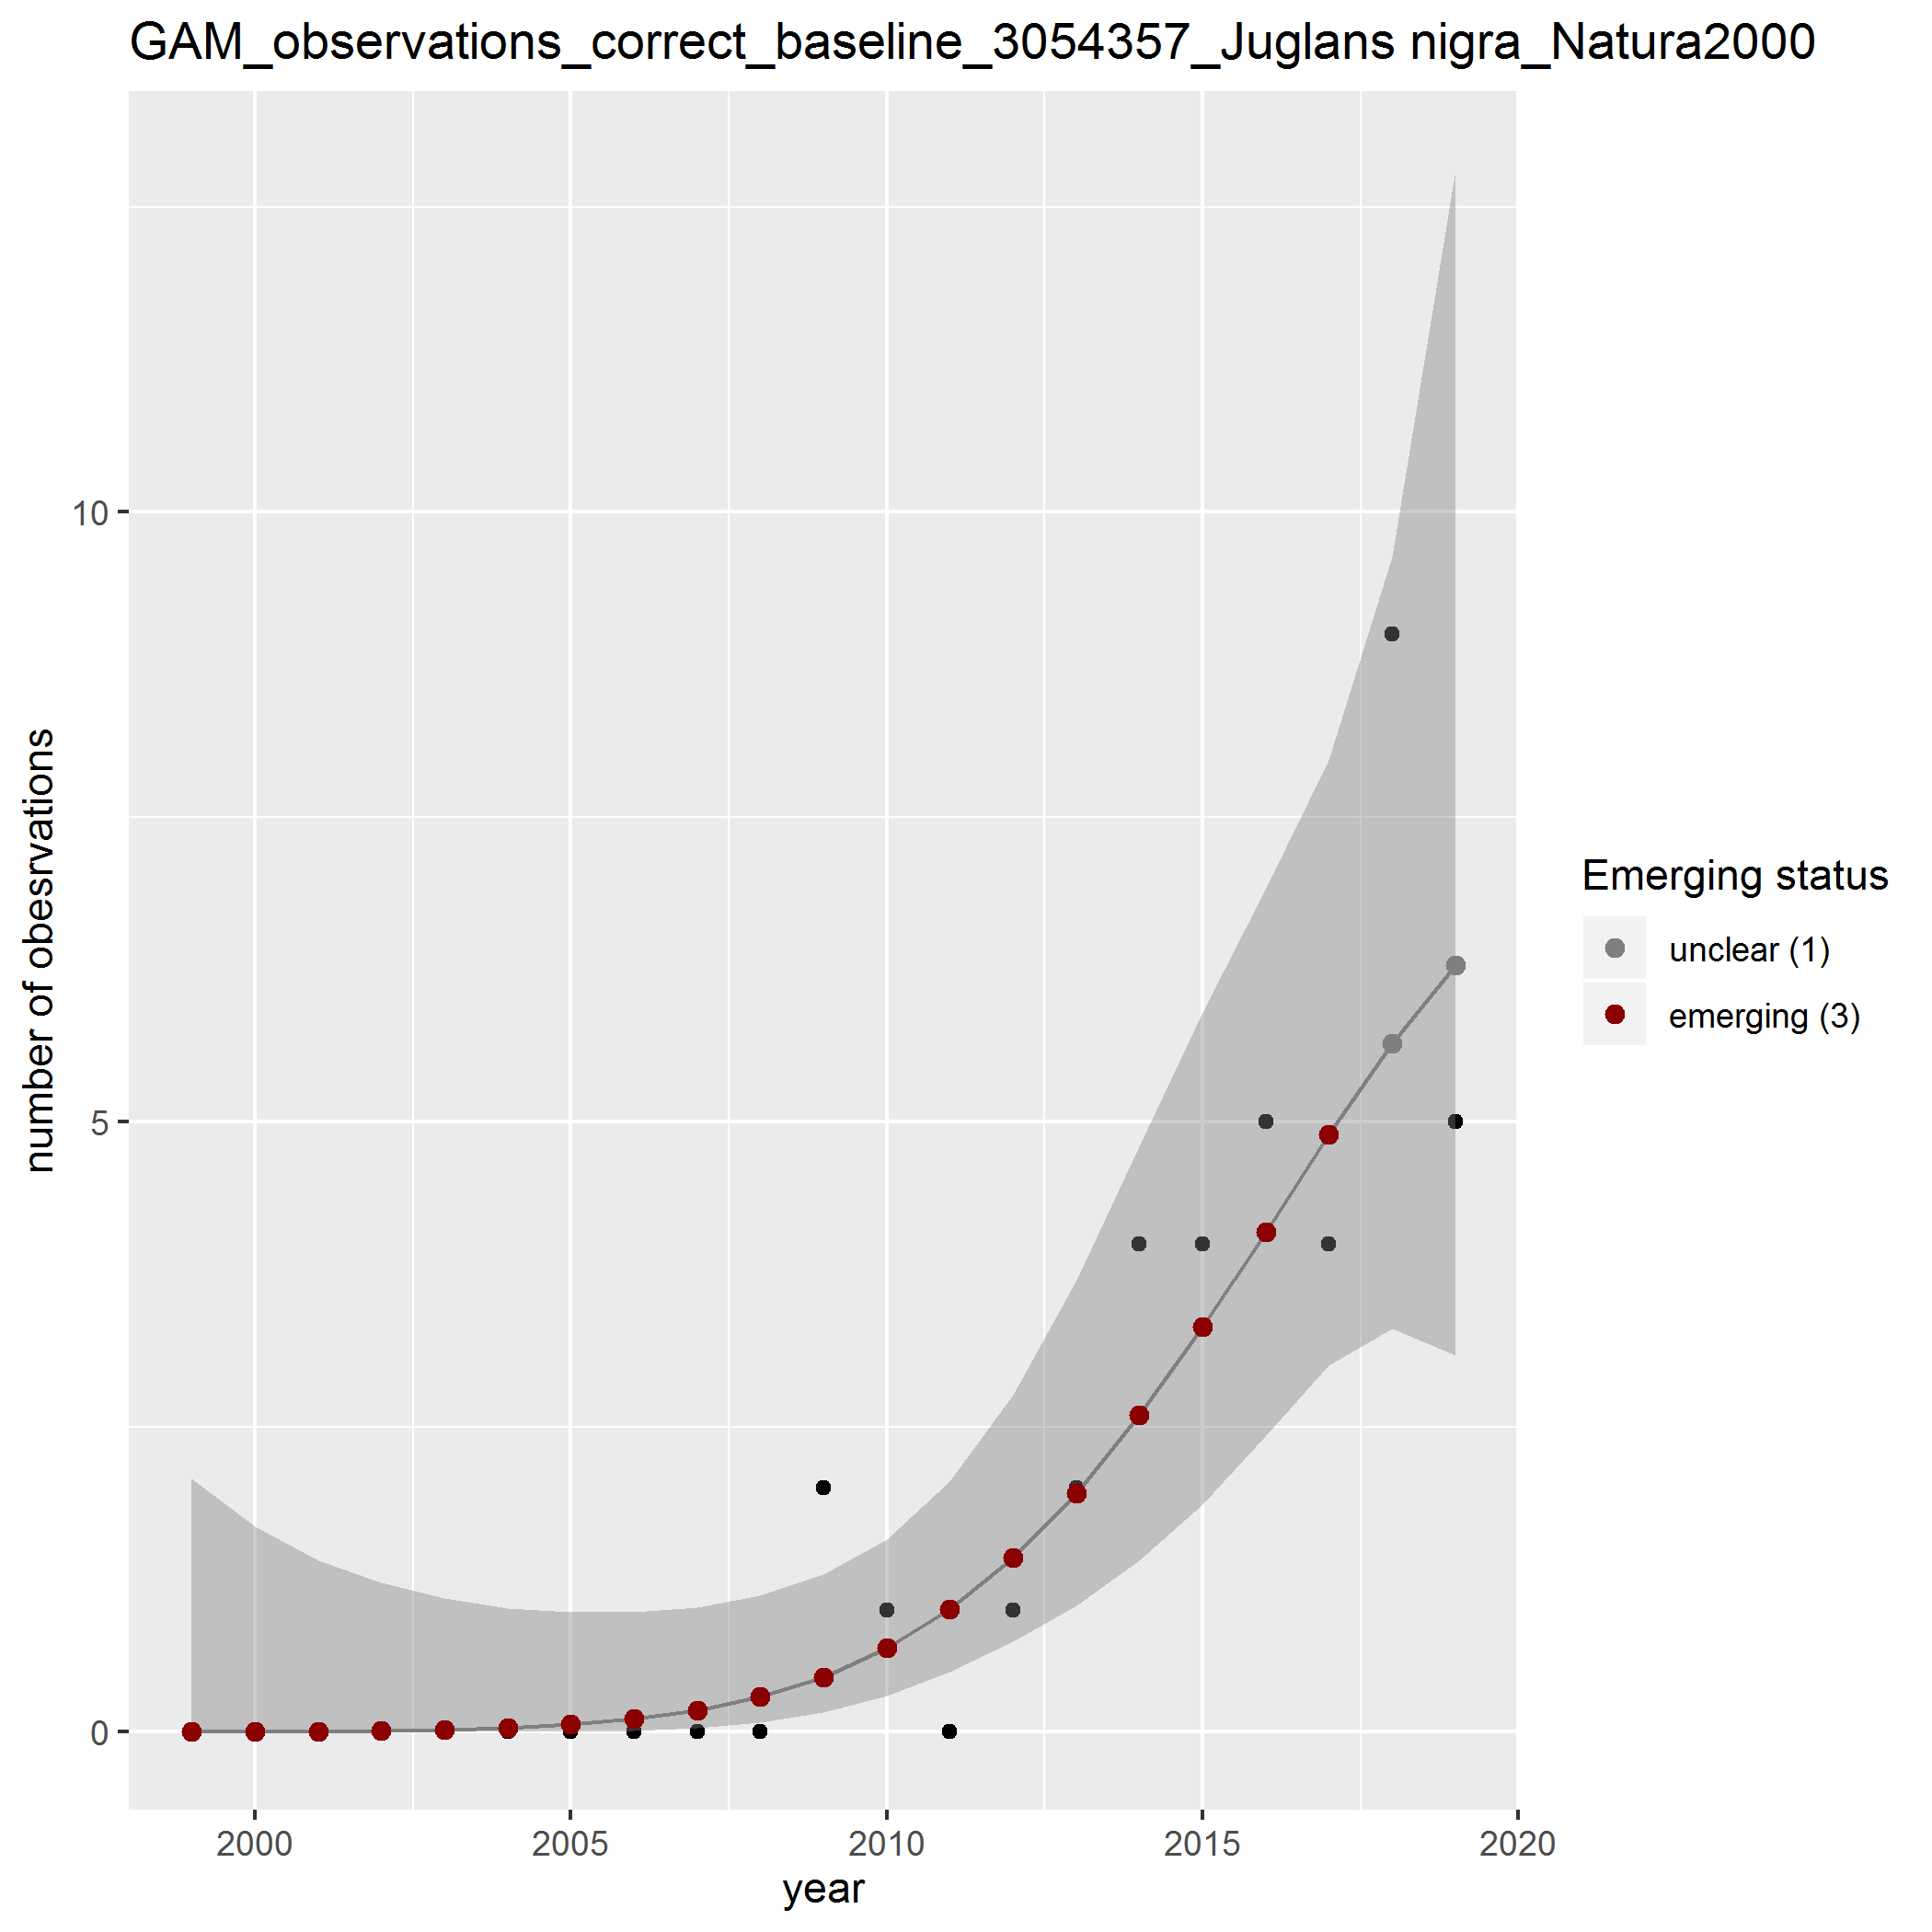 GAM_observations_correct_baseline_3054357_Juglans nigra_Natura2000
10
5
0
number of obesrvations
2000 2005 2010 2015 2020
year
Emerging status
unclear (1)
emerging (3)